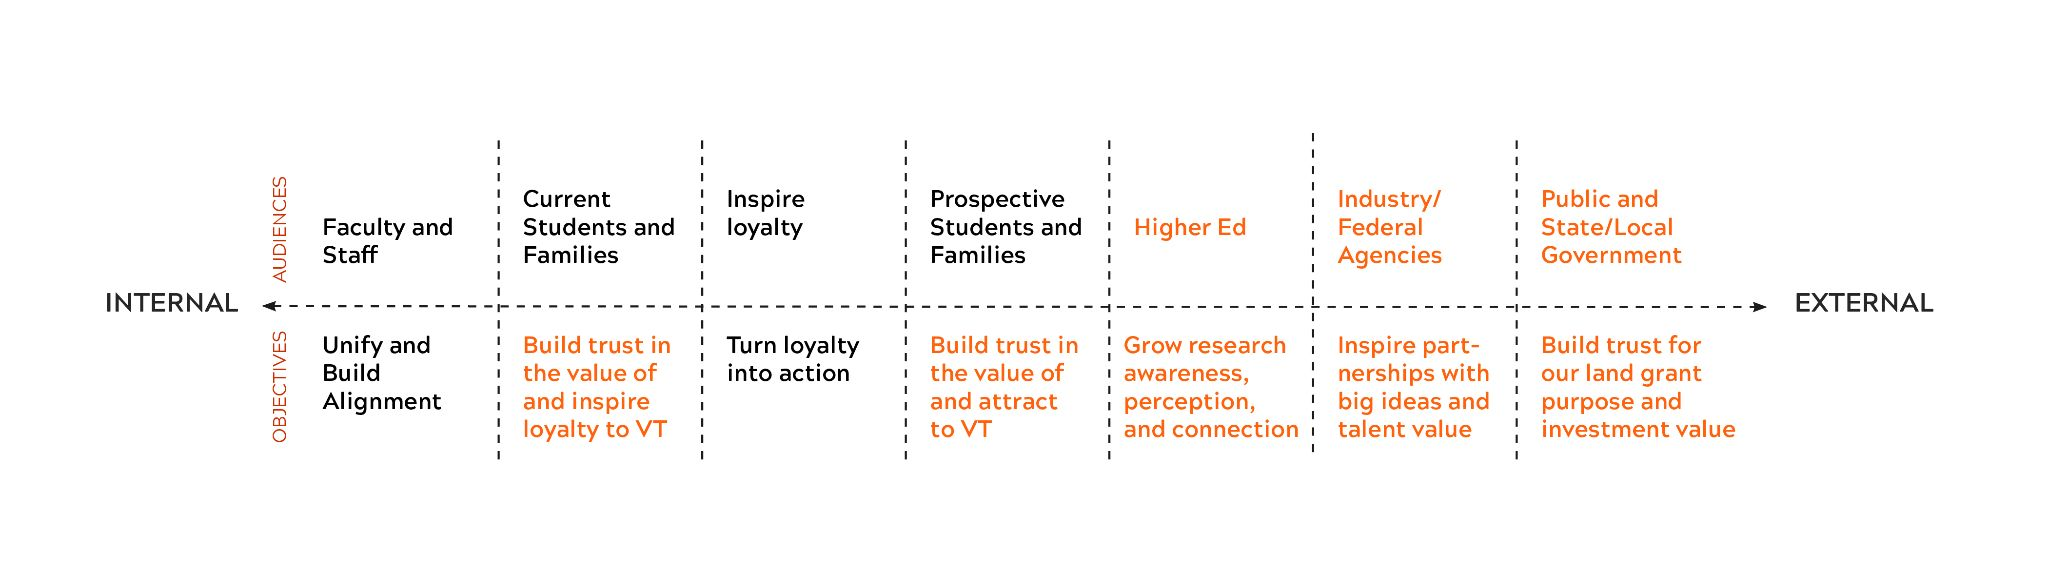 AUDIENCES
Faculty and
Staff
Current
Students and
Families
Inspire
loyalty
Prospective
Students and
Families
Higher Ed
Industry/
Federal
Agencies
Public and
State/Local
Government
INTERNAL
EXTERNAL
OBJECTIVES
Unify and
Build
Alignment
Build trust in
the value of
and inspire
loyalty to VT
Turn loyalty
into action
Build trust in
the value of
and attract
to VT
Grow research
awareness,
perception,
and connection
Inspire part-
nerships with
big ideas and
talent value
Build trust for
our land grant
purpose and
investment value